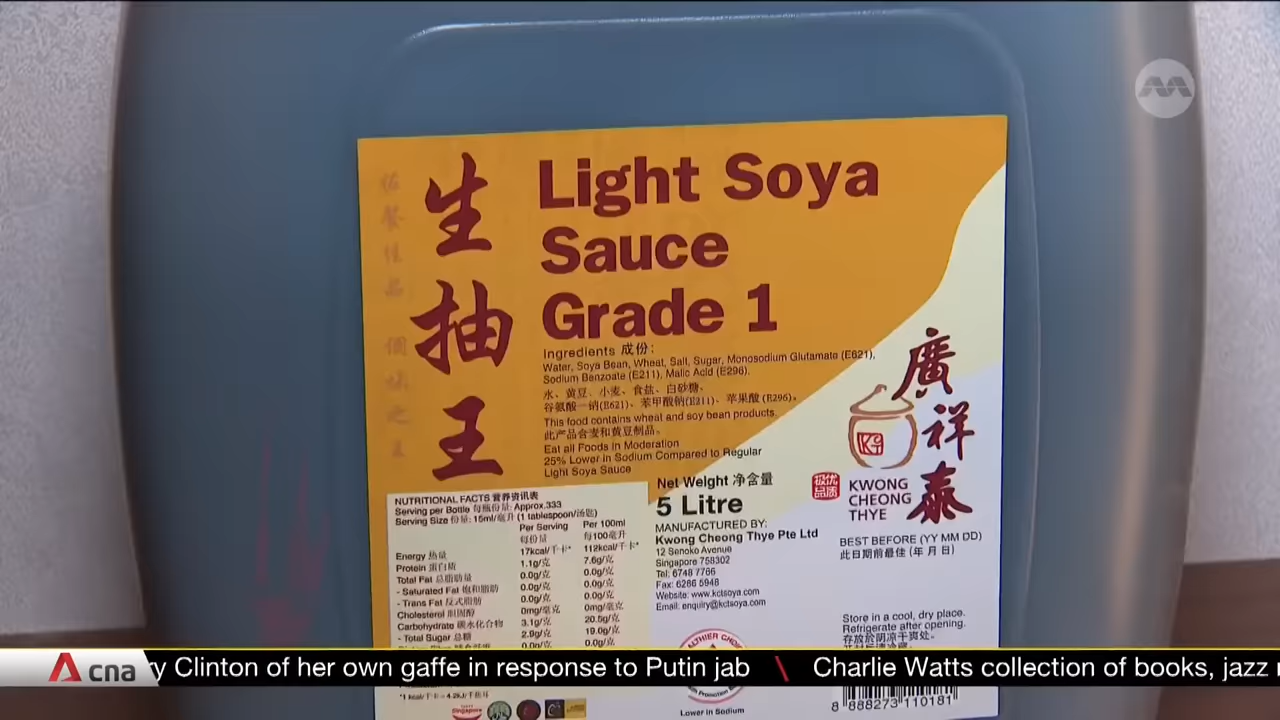 生抽王
Light Soya
Sauce
Grade 1
Ingredients 成份:
Water, Soya Bean, Wheat, Salt, Sugar, Monosodium Glutamate (E621),
Sodium Benzoate (E211), Malic Acid (E296).
水、黄豆、小麦、食盐、白砂糖、
谷氨酸一钠(E621)、苯甲酸钠(E211)、苹果酸 (E296)。
This food contains wheat and soy bean products.
此产品含麦和黄豆制品。
Eat all Foods in Moderation
25% Lower in Sodium Compared to Regular
Light Soya Sauce
NUTRITIONAL FACTS 营养资讯表
Serving per Bottle 每瓶份量: Approx.333
Serving Size 份量: 15ml/毫升 (1 tablespoon/汤匙)
Per Serving Per 100ml
每份量 每100毫升
Energy 热量 17kcal/千卡* 112kcal/千卡*
Protein 蛋白质 1.1g/克 7.6g/克
Total Fat 总脂肪量 0.0g/克 0.0g/克
- Saturated Fat 饱和脂肪 0.0g/克 0.0g/克
- Trans Fat 反式脂肪 0.0g/克 0.0g/克
Cholesterol 胆固醇 0mg/毫克 0mg/毫克
Carbohydrate 碳水化合物 3.1g/克 20.5g/克
- Total Sugar 总糖 2.9g/克 19.0g/克
Net Weight 净含量
5 Litre
MANUFACTURED BY:
Kwong Cheong Thye Pte Ltd
12 Senoko Avenue
Singapore 758302
Tel: 6748 7766
Fax: 6286 5948
Website: www.kctsoya.com
Email: enquiry@kctsoya.com
廣祥泰
極优
品质
KWONG
CHEONG
THYE
BEST BEFORE (YY MM DD)
此日期前最佳 (年 月 日)
Store in a cool, dry place.
Refrigerate after opening.
存放於阴凉干爽处。
Lower in Sodium
8 888273 110181
cna
y Clinton of her own gaffe in response to Putin jab \ Charlie Watts collection of books, jazz